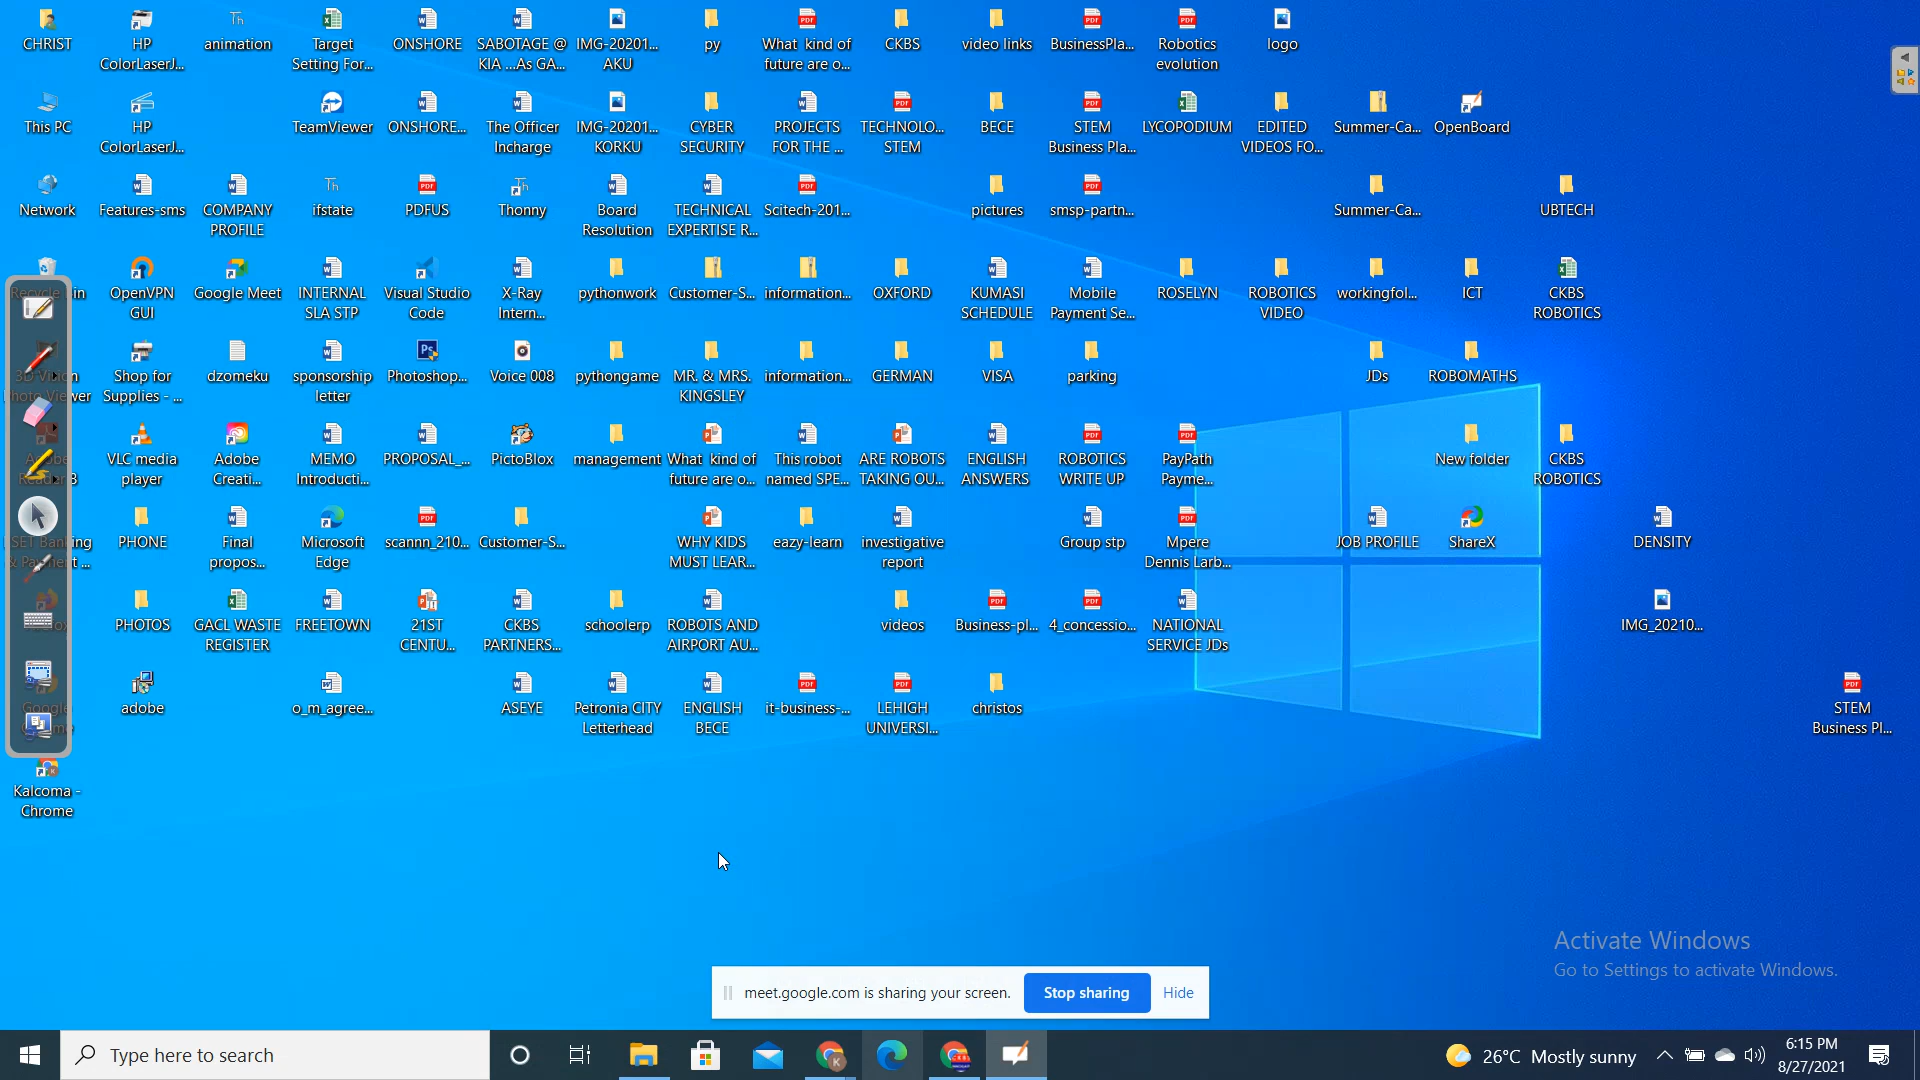 CHRIST
HP
ColorLaserJ...
animation
Target
Setting For...
ONSHORE
SABOTAGE @
KIA ...As GA...
IMG-20201...
AKU
py
What kind of
future are o...
CKBS
video links
BusinessPla...
Robotics
evolution
logo
This PC
HP
ColorLaserJ...
TeamViewer
ONSHORE...
The Officer
Incharge
IMG-20201...
KORKU
CYBER
SECURITY
PROJECTS
FOR THE ...
TECHNOLO...
STEM
BECE
STEM
Business Pla...
LYCOPODIUM
EDITED
VIDEOS FO...
Summer-Ca...
OpenBoard
Network
Features-sms
COMPANY
PROFILE
ifstate
PDFUS
Thonny
Board
Resolution
TECHNICAL
EXPERTISE R...
Scitech-201...
pictures
smsp-partn...
Summer-Ca...
UBTECH
Recycle Bin
OpenVPN
GUI
Google Meet
INTERNAL
SLA STP
Visual Studio
Code
X-Ray
Intern...
pythonwork
Customer-S...
information...
OXFORD
KUMASI
SCHEDULE
Mobile
Payment Se...
ROSELYN
ROBOTICS
VIDEO
workingfol...
ICT
CKBS
ROBOTICS
3D Vision
Photo Viewer
Shop for
Supplies - ...
dzomeku
sponsorship
letter
Photoshop...
Voice 008
pythongame
MR. & MRS.
KINGSLEY
information...
GERMAN
VISA
parking
JDs
ROBOMATHS
Adobe
Reader 8
VLC media
player
Adobe
Creati...
MEMO
Introducti...
PROPOSAL_...
PictoBlox
management
What kind of
future are o...
This robot
named SPE...
ARE ROBOTS
TAKING OU...
ENGLISH
ANSWERS
ROBOTICS
WRITE UP
PayPath
Payme...
New folder
CKBS
ROBOTICS
Banking
& Payment ...
PHONE
Final
propos...
Microsoft
Edge
scannn_210...
Customer-S...
WHY KIDS
MUST LEAR...
eazy-learn
investigative
report
Group stp
Mpere
Dennis Larb...
JOB PROFILE
ShareX
DENSITY
PHOTOS
GACL WASTE
REGISTER
FREETOWN
21ST
CENTU...
CKBS
PARTNERS...
schoolerp
ROBOTS AND
AIRPORT AU...
videos
Business-pl...
4_concessio...
NATIONAL
SERVICE JDs
IMG_20210...
Google
adobe
o_m_agree...
ASEYE
Petronia CITY
Letterhead
ENGLISH
BECE
it-business-...
LEHIGH
UNIVERSI...
christos
STEM
Business Pl...
Kalcoma -
Chrome
Activate Windows
Go to Settings to activate Windows.
meet.google.com is sharing your screen.
Stop sharing
Hide
Type here to search
26°C Mostly sunny
6:15 PM
8/27/2021